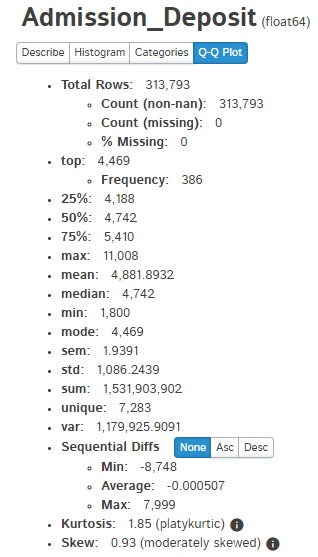 Admission_Deposit (float64)
Describe Histogram Categories Q-Q Plot
Total Rows: 313,793
Count (non-nan): 313,793
Count (missing): 0
% Missing: 0
top: 4,469
Frequency: 386
25%: 4,188
50%: 4,742
75%: 5,410
max: 11,008
mean: 4,881.8932
median: 4,742
min: 1,800
mode: 4,469
sem: 1.9391
std: 1,086.2439
sum: 1,531,903,902
unique: 7,283
var: 1,179,925.9091
Sequential Diffs None Asc Desc
Min: -8,748
Average: -0.000507
Max: 7,999
Kurtosis: 1.85 (platykurtic) i
Skew: 0.93 (moderately skewed) i